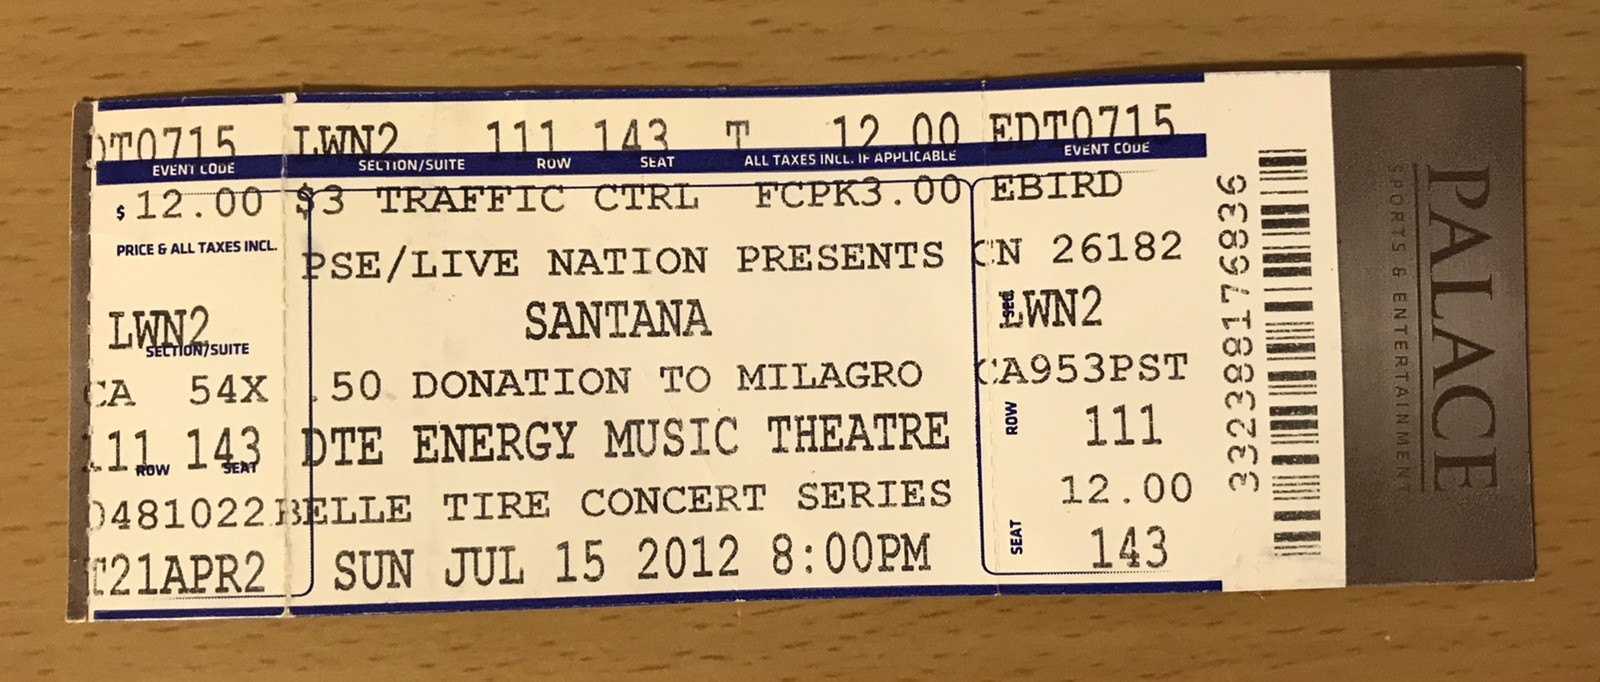 DT0715 LWN2 111 143 T 12.00 EDT0715
EVENT CODE SECTION/SUITE ROW SEAT ALL TAXES INCL. IF APPLICABLE EVENT CODE
$ 12.00 $3 TRAFFIC CTRL FCPK3.00 EBIRD
PRICE & ALL TAXES INCL. PSE/LIVE NATION PRESENTS CN 26182
LWN2 SANTANA LWN2
SECTION/SUITE
CA 54X .50 DONATION TO MILAGRO CA953PST
111 143 DTE ENERGY MUSIC THEATRE ROW 111
ROW SEAT
0481022 BELLE TIRE CONCERT SERIES 12.00
T21APR2 SUN JUL 15 2012 8:00PM SEAT 143
3323881776836
PALACE
SPORTS & ENTERTAINMENT